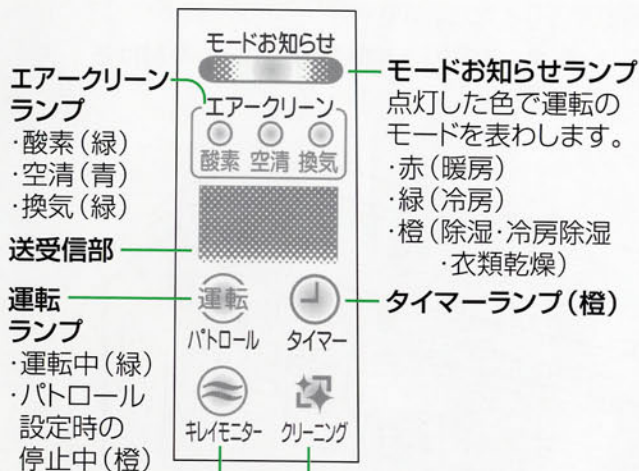 エアークリーン
ランプ
・酸素（緑）
・空清（青）
・換気（緑）
送受信部
運転
ランプ
・運転中（緑）
・パトロール
設定時の
停止中（橙）
モードお知らせ
エアークリーン
酸素 空清 換気
運転
パトロール タイマー
キレイモニター クリーニング
モードお知らせランプ
点灯した色で運転の
モードを表わします。
・赤（暖房）
・緑（冷房）
・橙（除湿・冷房除湿
・衣類乾燥）
タイマーランプ（橙）